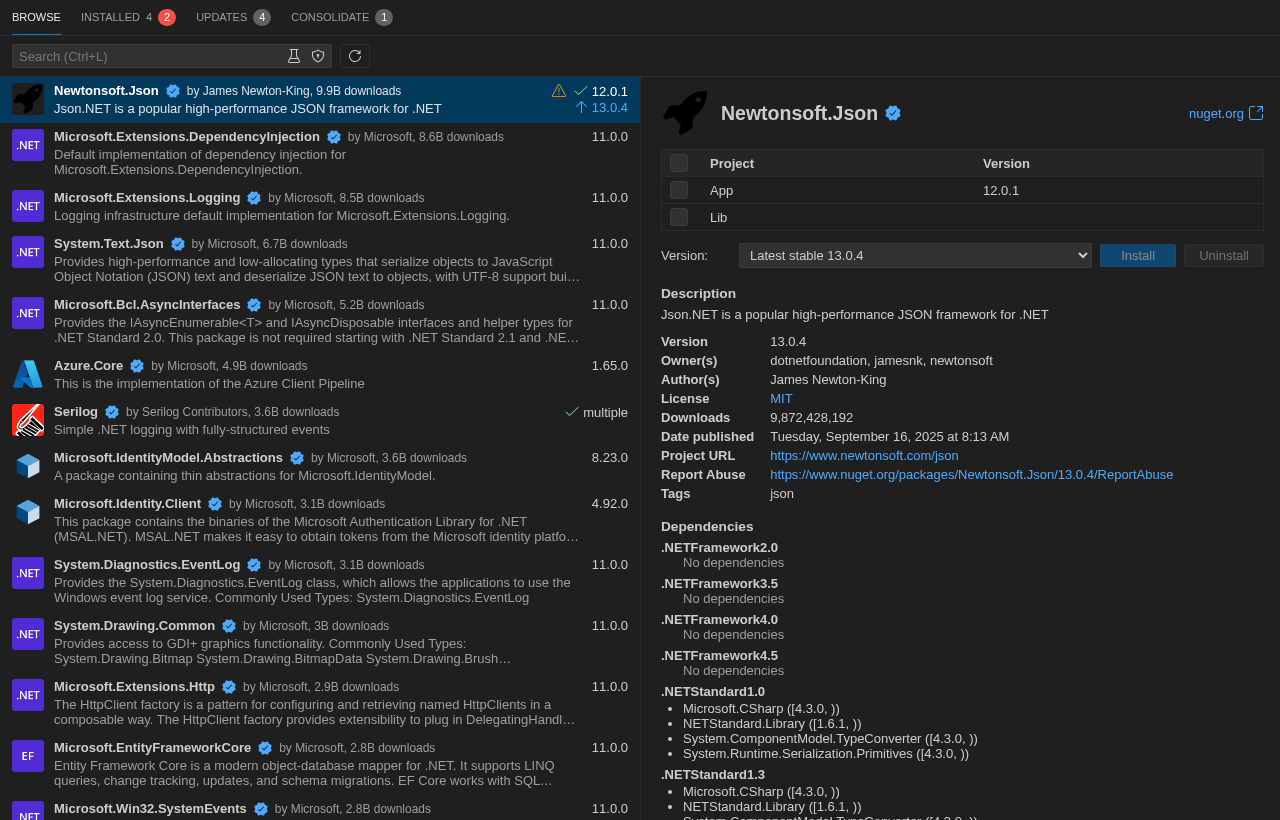 BROWSE INSTALLED 4 2 UPDATES 4 CONSOLIDATE 1
Search (Ctrl+L)
Newtonsoft.Json by James Newton-King, 9.9B downloads 12.0.1
Json.NET is a popular high-performance JSON framework for .NET 13.0.4
.NET Microsoft.Extensions.DependencyInjection by Microsoft, 8.6B downloads 11.0.0
Default implementation of dependency injection for
Microsoft.Extensions.DependencyInjection.
.NET Microsoft.Extensions.Logging by Microsoft, 8.5B downloads 11.0.0
Logging infrastructure default implementation for Microsoft.Extensions.Logging.
.NET System.Text.Json by Microsoft, 6.7B downloads 11.0.0
Provides high-performance and low-allocating types that serialize objects to JavaScript
Object Notation (JSON) text and deserialize JSON text to objects, with UTF-8 support bui…
.NET Microsoft.Bcl.AsyncInterfaces by Microsoft, 5.2B downloads 11.0.0
Provides the IAsyncEnumerable<T> and IAsyncDisposable interfaces and helper types for
.NET Standard 2.0. This package is not required starting with .NET Standard 2.1 and .NE…
Azure.Core by Microsoft, 4.9B downloads 1.65.0
This is the implementation of the Azure Client Pipeline
Serilog by Serilog Contributors, 3.6B downloads multiple
Simple .NET logging with fully-structured events
Microsoft.IdentityModel.Abstractions by Microsoft, 3.6B downloads 8.23.0
A package containing thin abstractions for Microsoft.IdentityModel.
Microsoft.Identity.Client by Microsoft, 3.1B downloads 4.92.0
This package contains the binaries of the Microsoft Authentication Library for .NET
(MSAL.NET). MSAL.NET makes it easy to obtain tokens from the Microsoft identity platfo…
.NET System.Diagnostics.EventLog by Microsoft, 3.1B downloads 11.0.0
Provides the System.Diagnostics.EventLog class, which allows the applications to use the
Windows event log service. Commonly Used Types: System.Diagnostics.EventLog
.NET System.Drawing.Common by Microsoft, 3B downloads 11.0.0
Provides access to GDI+ graphics functionality. Commonly Used Types:
System.Drawing.Bitmap System.Drawing.BitmapData System.Drawing.Brush…
.NET Microsoft.Extensions.Http by Microsoft, 2.9B downloads 11.0.0
The HttpClient factory is a pattern for configuring and retrieving named HttpClients in a
composable way. The HttpClient factory provides extensibility to plug in DelegatingHandl…
EF Microsoft.EntityFrameworkCore by Microsoft, 2.8B downloads 11.0.0
Entity Framework Core is a modern object-database mapper for .NET. It supports LINQ
queries, change tracking, updates, and schema migrations. EF Core works with SQL…
.NET Microsoft.Win32.SystemEvents by Microsoft, 2.8B downloads 11.0.0
Newtonsoft.Json nuget.org
Project Version
App 12.0.1
Lib
Version: Latest stable 13.0.4 Install Uninstall
Description
Json.NET is a popular high-performance JSON framework for .NET
Version 13.0.4
Owner(s) dotnetfoundation, jamesnk, newtonsoft
Author(s) James Newton-King
License MIT
Downloads 9,872,428,192
Date published Tuesday, September 16, 2025 at 8:13 AM
Project URL https://www.newtonsoft.com/json
Report Abuse https://www.nuget.org/packages/Newtonsoft.Json/13.0.4/ReportAbuse
Tags json
Dependencies
.NETFramework2.0
No dependencies
.NETFramework3.5
No dependencies
.NETFramework4.0
No dependencies
.NETFramework4.5
No dependencies
.NETStandard1.0
• Microsoft.CSharp ([4.3.0, ))
• NETStandard.Library ([1.6.1, ))
• System.ComponentModel.TypeConverter ([4.3.0, ))
• System.Runtime.Serialization.Primitives ([4.3.0, ))
.NETStandard1.3
• Microsoft.CSharp ([4.3.0, ))
• NETStandard.Library ([1.6.1, ))
• System.ComponentModel.TypeConverter ([4.3.0, ))